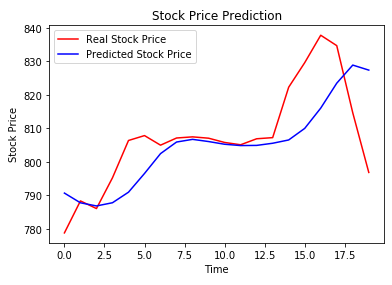 Stock Price Prediction
Real Stock Price
Predicted Stock Price
840
830
820
810
800
790
780
Stock Price
0.0 2.5 5.0 7.5 10.0 12.5 15.0 17.5
Time